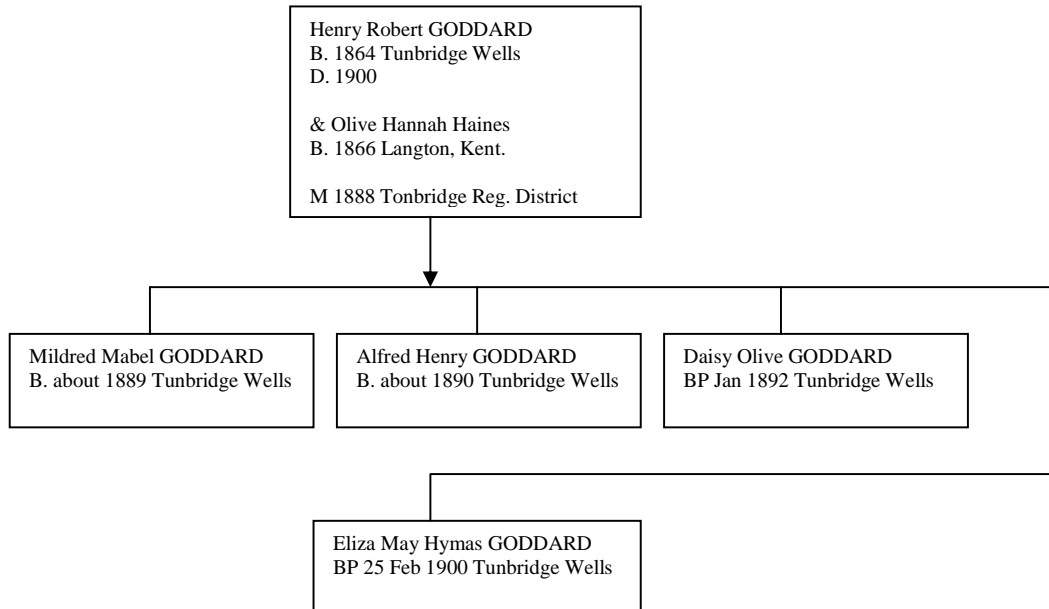 Henry Robert GODDARD
B. 1864 Tunbridge Wells
D. 1900
& Olive Hannah Haines
B. 1866 Langton, Kent.
M 1888 Tonbridge Reg. District
Mildred Mabel GODDARD
B. about 1889 Tunbridge Wells
Alfred Henry GODDARD
B. about 1890 Tunbridge Wells
Daisy Olive GODDARD
BP Jan 1892 Tunbridge Wells
Eliza May Hymas GODDARD
BP 25 Feb 1900 Tunbridge Wells